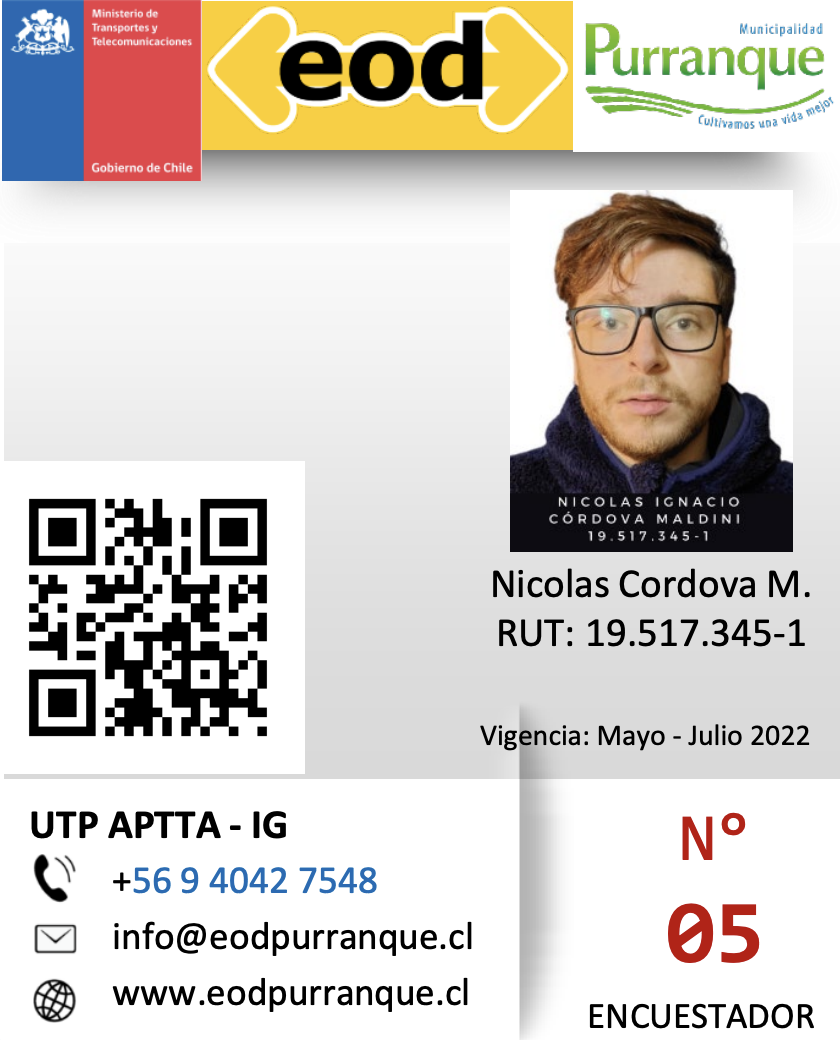 Ministerio de
Transportes y
Telecomunicaciones
Gobierno de Chile
eod
Municipalidad
Purranque
Cultivamos una vida mejor
NICOLAS IGNACIO
CÓRDOVA MALDINI
19.517.345-1
Nicolas Cordova M.
RUT: 19.517.345-1
Vigencia: Mayo - Julio 2022
UTP APTTA - IG
+56 9 4042 7548
info@eodpurranque.cl
www.eodpurranque.cl
N°
05
ENCUESTADOR